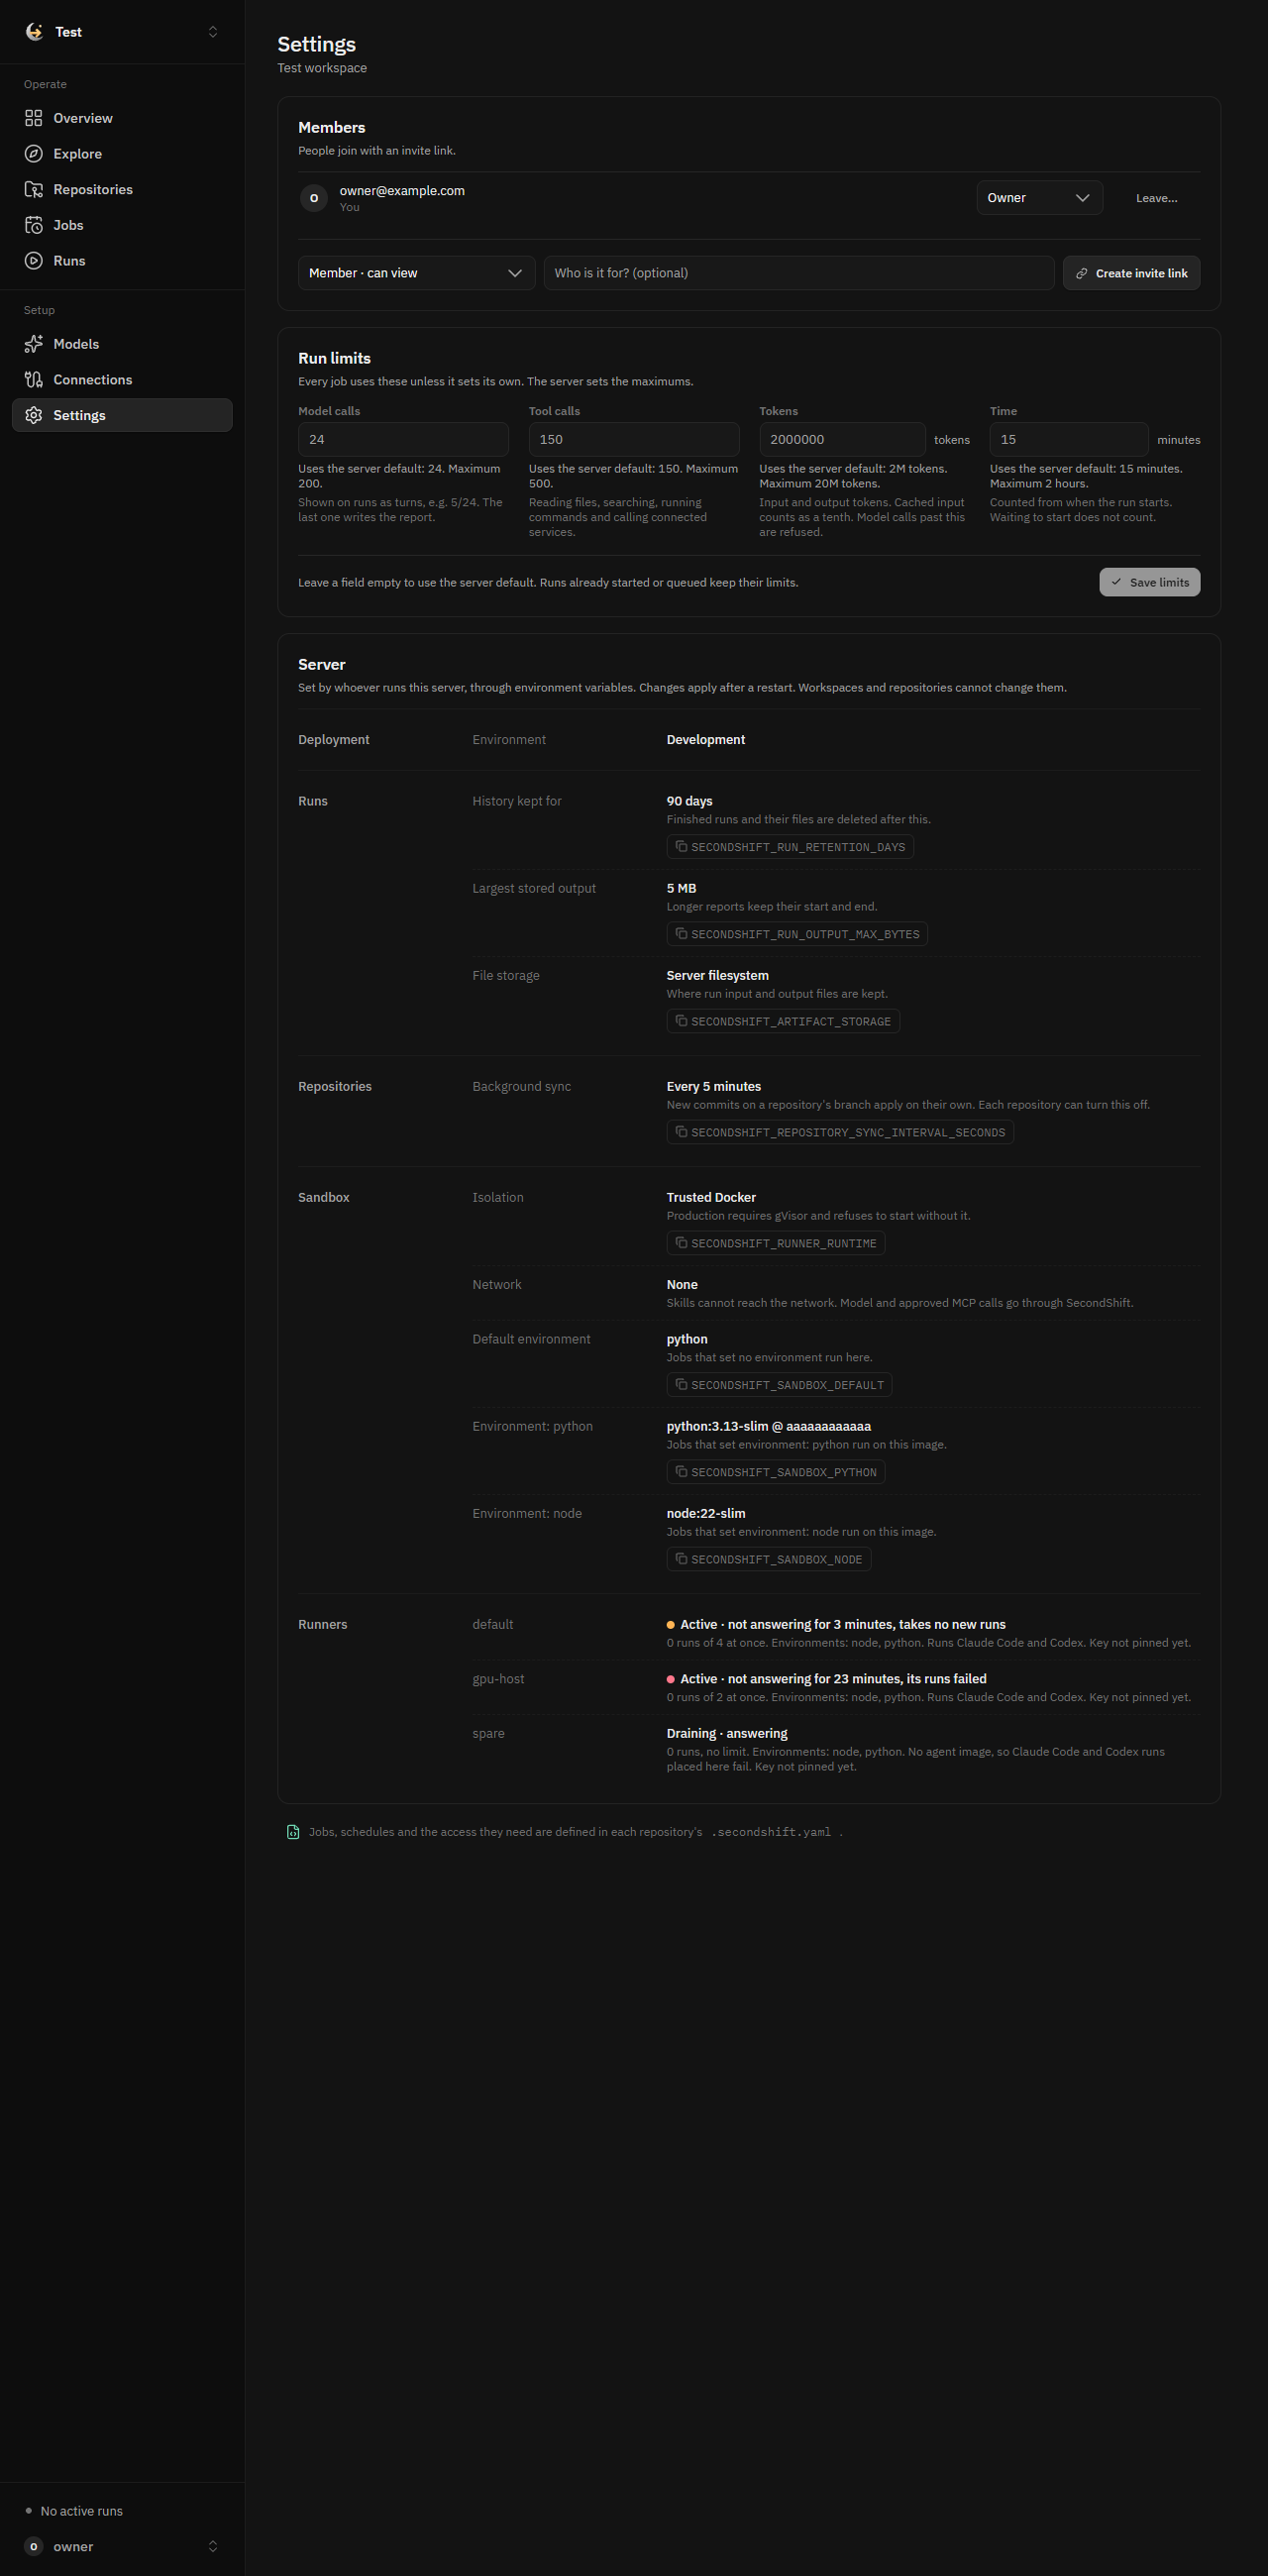 Test
Operate
Overview
Explore
Repositories
Jobs
Runs
Setup
Models
Connections
Settings
Settings
Test workspace
Members
People join with an invite link.
O
owner@example.com
You
Owner
Leave...
Member · can view
Who is it for? (optional)
Create invite link
Run limits
Every job uses these unless it sets its own. The server sets the maximums.
Model calls
24
Uses the server default: 24. Maximum
200.
Shown on runs as turns, e.g. 5/24. The
last one writes the report.
Tool calls
150
Uses the server default: 150. Maximum
500.
Reading files, searching, running
commands and calling connected
services.
Tokens
2000000 tokens
Uses the server default: 2M tokens.
Maximum 20M tokens.
Input and output tokens. Cached input
counts as a tenth. Model calls past this
are refused.
Time
15 minutes
Uses the server default: 15 minutes.
Maximum 2 hours.
Counted from when the run starts.
Waiting to start does not count.
Leave a field empty to use the server default. Runs already started or queued keep their limits.
Save limits
Server
Set by whoever runs this server, through environment variables. Changes apply after a restart. Workspaces and repositories cannot change them.
Deployment
Environment
Development
Runs
History kept for
90 days
Finished runs and their files are deleted after this.
SECONDSHIFT_RUN_RETENTION_DAYS
Largest stored output
5 MB
Longer reports keep their start and end.
SECONDSHIFT_RUN_OUTPUT_MAX_BYTES
File storage
Server filesystem
Where run input and output files are kept.
SECONDSHIFT_ARTIFACT_STORAGE
Repositories
Background sync
Every 5 minutes
New commits on a repository's branch apply on their own. Each repository can turn this off.
SECONDSHIFT_REPOSITORY_SYNC_INTERVAL_SECONDS
Sandbox
Isolation
Trusted Docker
Production requires gVisor and refuses to start without it.
SECONDSHIFT_RUNNER_RUNTIME
Network
None
Skills cannot reach the network. Model and approved MCP calls go through SecondShift.
Default environment
python
Jobs that set no environment run here.
SECONDSHIFT_SANDBOX_DEFAULT
Environment: python
python:3.13-slim @ aaaaaaaaaaaa
Jobs that set environment: python run on this image.
SECONDSHIFT_SANDBOX_PYTHON
Environment: node
node:22-slim
Jobs that set environment: node run on this image.
SECONDSHIFT_SANDBOX_NODE
Runners
default
Active · not answering for 3 minutes, takes no new runs
0 runs of 4 at once. Environments: node, python. Runs Claude Code and Codex. Key not pinned yet.
gpu-host
Active · not answering for 23 minutes, its runs failed
0 runs of 2 at once. Environments: node, python. Runs Claude Code and Codex. Key not pinned yet.
spare
Draining · answering
0 runs, no limit. Environments: node, python. No agent image, so Claude Code and Codex runs
placed here fail. Key not pinned yet.
Jobs, schedules and the access they need are defined in each repository's .secondshift.yaml .
No active runs
O
owner